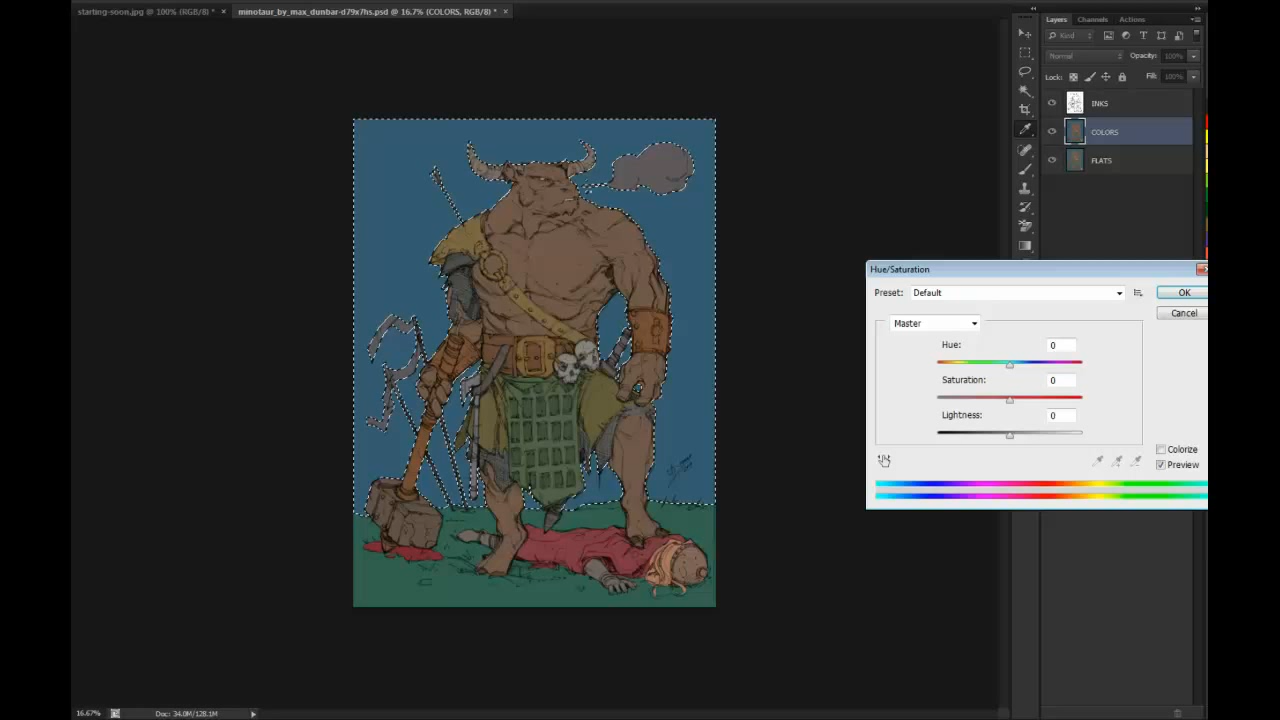 starting-soon.jpg @ 100% (RGB/8) * ×
minotaur_by_max_dunbar-d79x7hs.psd @ 16.7% (COLORS, RGB/8) * ×
Layers Channels Actions
Kind
Normal Opacity: 100%
Lock: Fill: 100%
INKS
COLORS
FLATS
Hue/Saturation
Preset: Default OK
Cancel
Master
Hue: 0
Saturation: 0
Lightness: 0
Colorize
Preview
16.67% Doc: 34.0M/128.1M